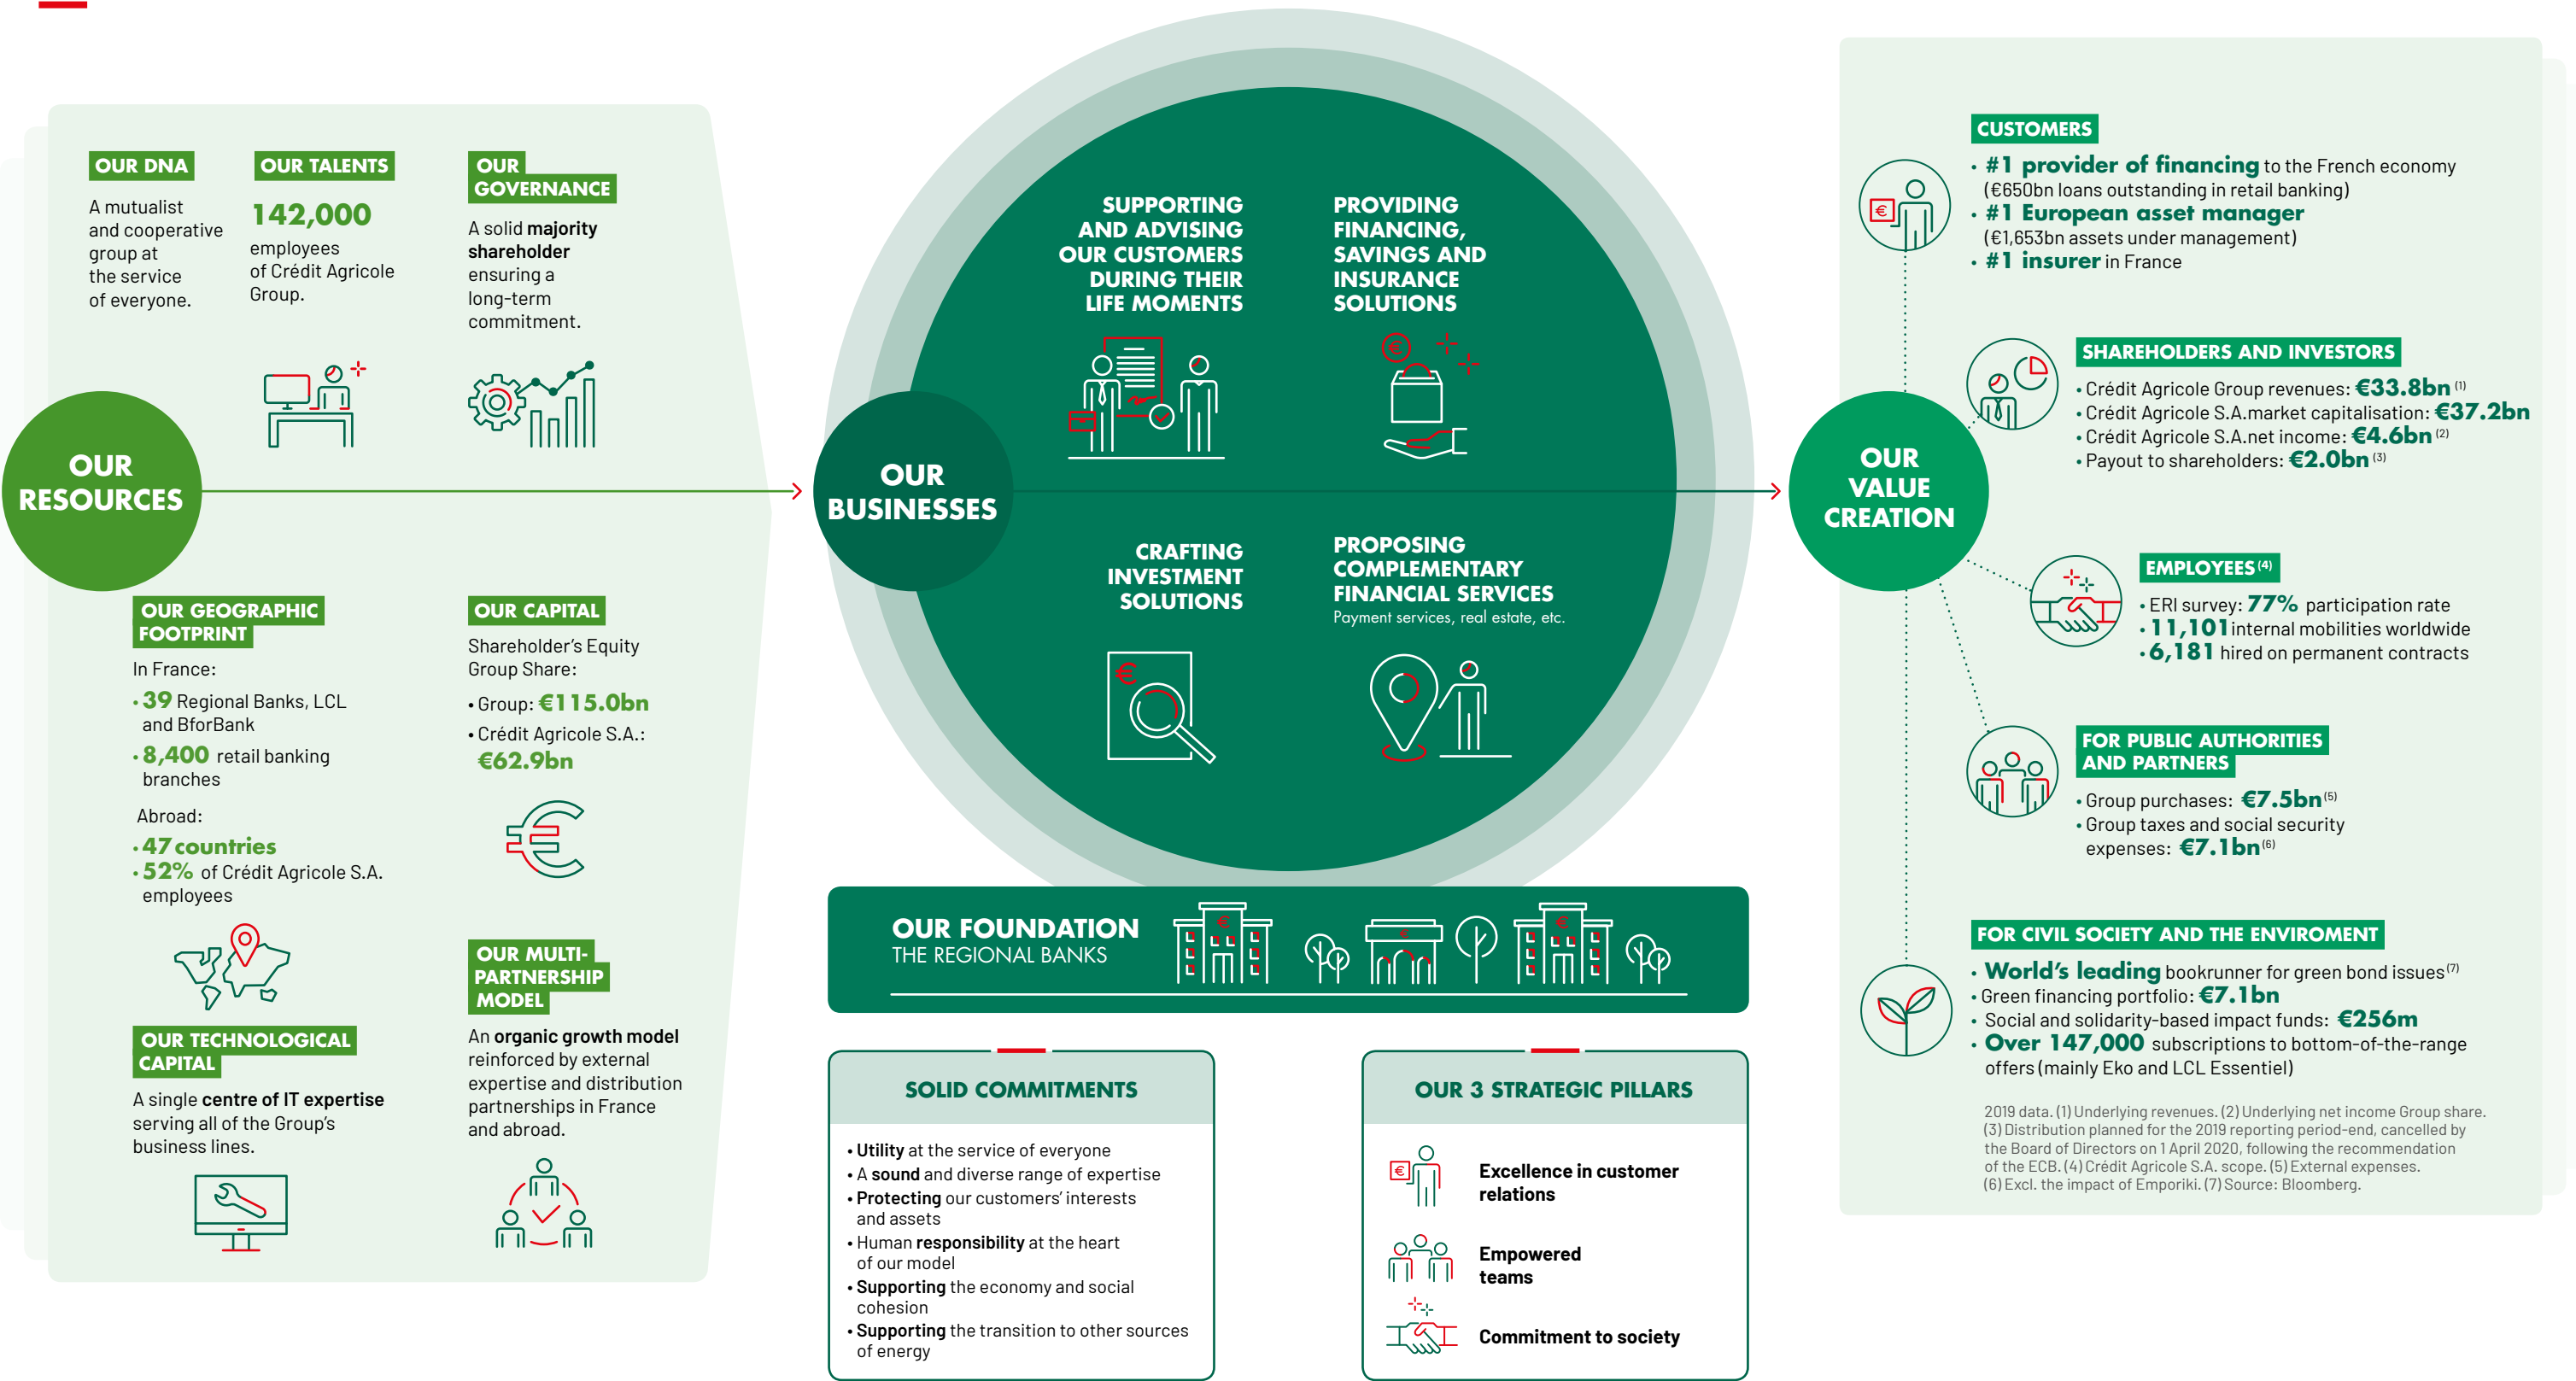 OUR DNA
A mutualist
and cooperative
group at
the service
of everyone.
OUR TALENTS
142,000
employees
of Crédit Agricole
Group.
OUR
GOVERNANCE
A solid majority
shareholder
ensuring a
long-term
commitment.
OUR
RESOURCES
OUR GEOGRAPHIC
FOOTPRINT
In France:
• 39 Regional Banks, LCL
and BforBank
• 8,400 retail banking
branches
Abroad:
• 47 countries
• 52% of Crédit Agricole S.A.
employees
OUR CAPITAL
Shareholder's Equity
Group Share:
• Group: €115.0bn
• Crédit Agricole S.A.:
€62.9bn
€
OUR TECHNOLOGICAL
CAPITAL
A single centre of IT expertise
serving all of the Group's
business lines.
OUR MULTI-
PARTNERSHIP
MODEL
An organic growth model
reinforced by external
expertise and distribution
partnerships in France
and abroad.
OUR
BUSINESSES
SUPPORTING
AND ADVISING
OUR CUSTOMERS
DURING THEIR
LIFE MOMENTS
PROVIDING
FINANCING,
SAVINGS AND
INSURANCE
SOLUTIONS
€
CRAFTING
INVESTMENT
SOLUTIONS
€
PROPOSING
COMPLEMENTARY
FINANCIAL SERVICES
Payment services, real estate, etc.
OUR FOUNDATION
THE REGIONAL BANKS
€
€
€
SOLID COMMITMENTS
• Utility at the service of everyone
• A sound and diverse range of expertise
• Protecting our customers' interests
and assets
• Human responsibility at the heart
of our model
• Supporting the economy and social
cohesion
• Supporting the transition to other sources
of energy
OUR 3 STRATEGIC PILLARS
€
Excellence in customer
relations
Empowered
teams
Commitment to society
OUR
VALUE
CREATION
€
CUSTOMERS
• #1 provider of financing to the French economy
(€650bn loans outstanding in retail banking)
• #1 European asset manager
(€1,653bn assets under management)
• #1 insurer in France
SHAREHOLDERS AND INVESTORS
• Crédit Agricole Group revenues: €33.8bn (1)
• Crédit Agricole S.A.market capitalisation: €37.2bn
• Crédit Agricole S.A.net income: €4.6bn (2)
• Payout to shareholders: €2.0bn (3)
EMPLOYEES (4)
• ERI survey: 77% participation rate
• 11,101 internal mobilities worldwide
• 6,181 hired on permanent contracts
FOR PUBLIC AUTHORITIES
AND PARTNERS
• Group purchases: €7.5bn (5)
• Group taxes and social security
expenses: €7.1bn (6)
FOR CIVIL SOCIETY AND THE ENVIROMENT
• World's leading bookrunner for green bond issues (7)
• Green financing portfolio: €7.1bn
• Social and solidarity-based impact funds: €256m
• Over 147,000 subscriptions to bottom-of-the-range
offers (mainly Eko and LCL Essentiel)
2019 data. (1) Underlying revenues. (2) Underlying net income Group share.
(3) Distribution planned for the 2019 reporting period-end, cancelled by
the Board of Directors on 1 April 2020, following the recommendation
of the ECB. (4) Crédit Agricole S.A. scope. (5) External expenses.
(6) Excl. the impact of Emporiki. (7) Source: Bloomberg.